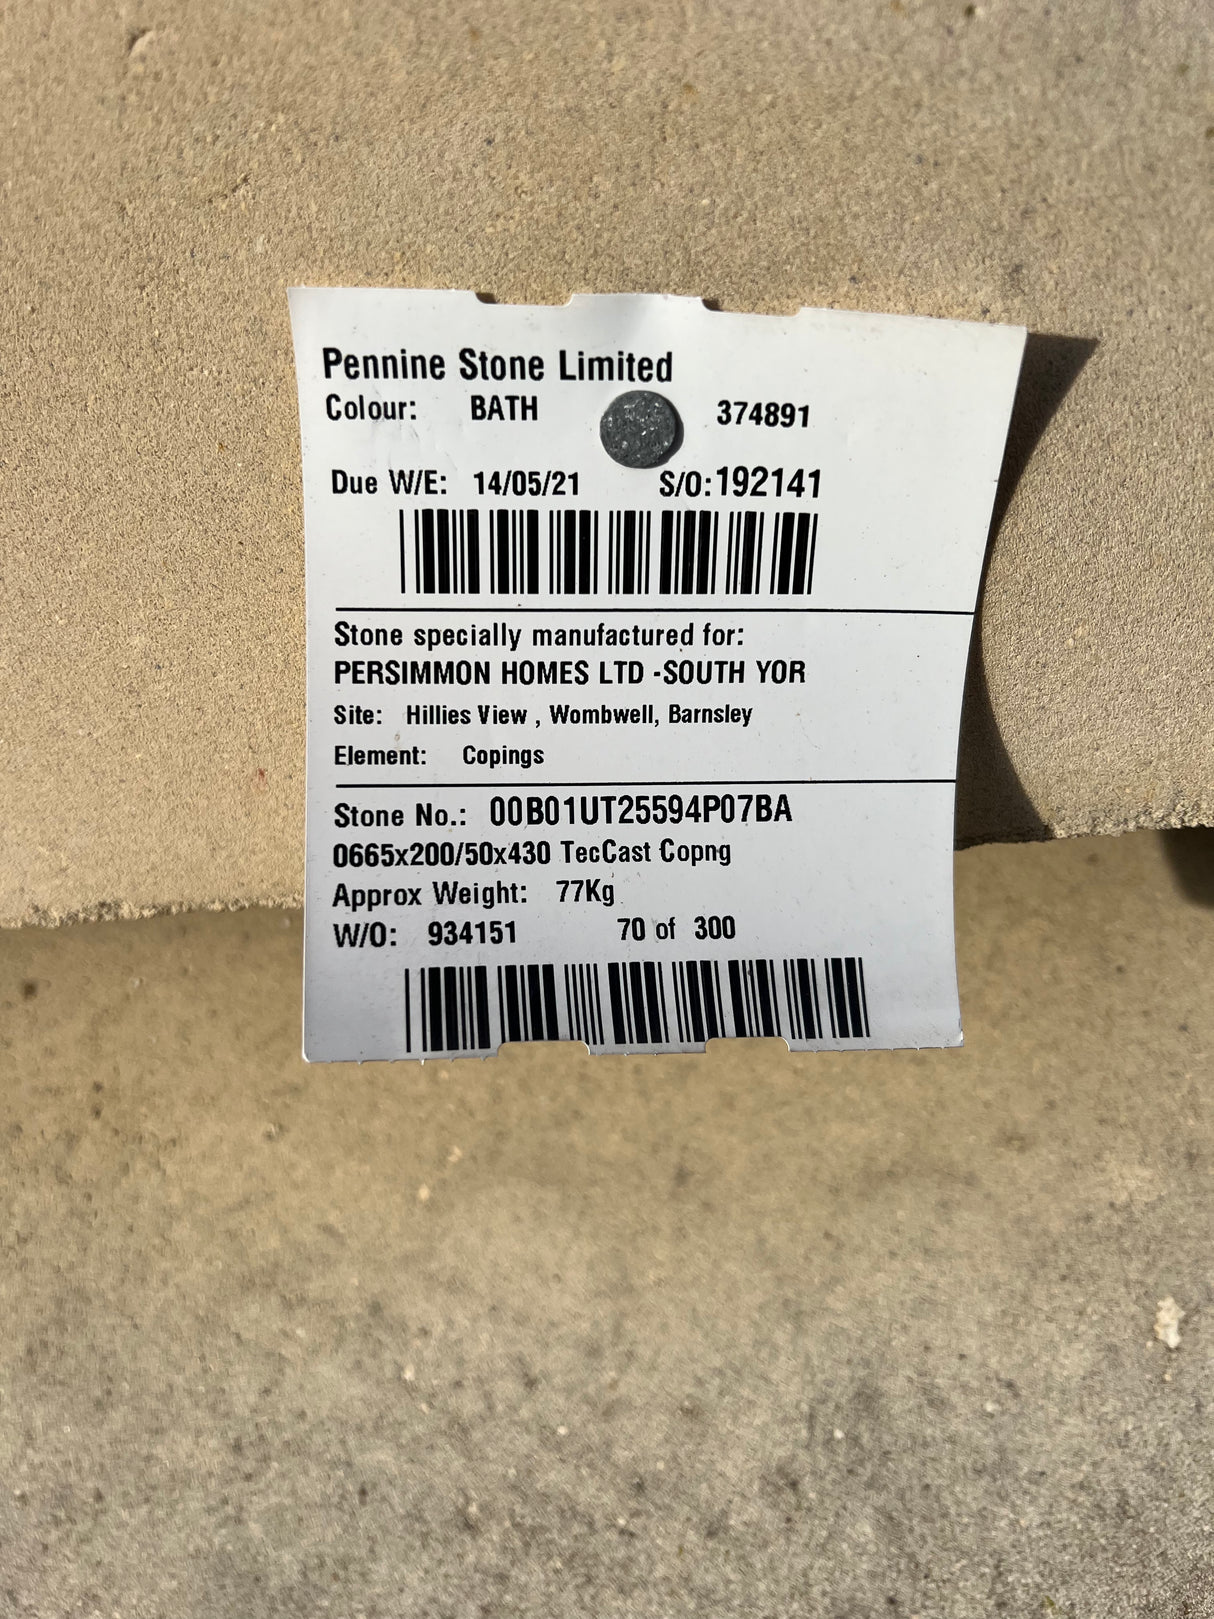 Pennine Stone Limited
Colour: BATH 374891
Due W/E: 14/05/21 S/O:192141
Stone specially manufactured for:
PERSIMMON HOMES LTD -SOUTH YOR
Site: Hillies View , Wombwell, Barnsley
Element: Copings
Stone No.: 00B01UT25594P07BA
0665x200/50x430 TecCast Copng
Approx Weight: 77Kg
W/O: 934151 70 of 300